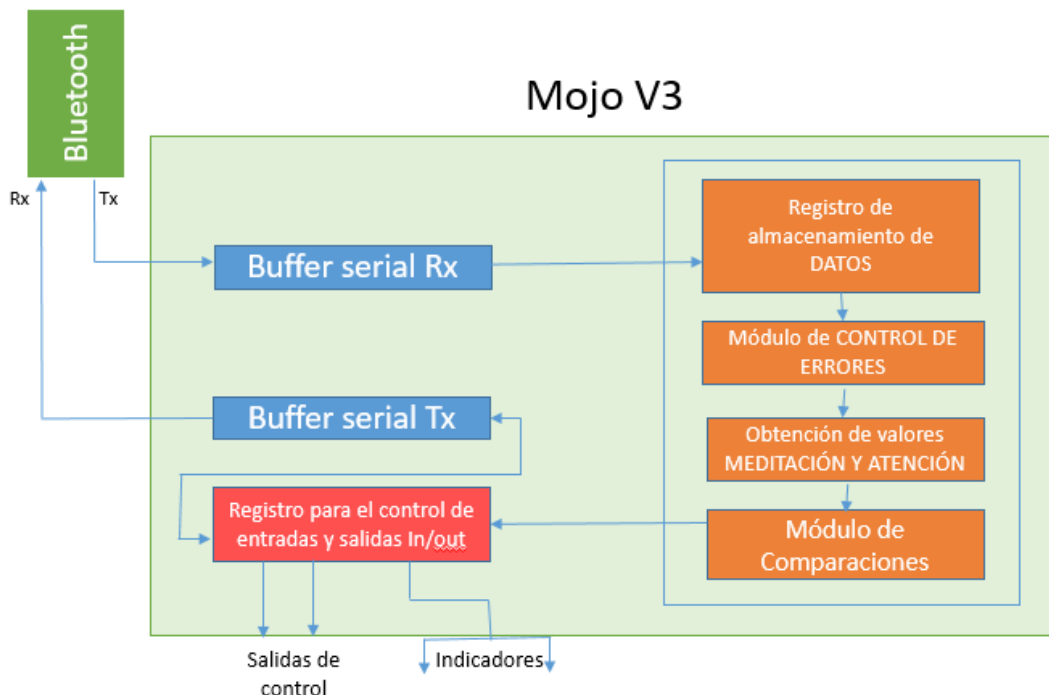 Bluetooth
Mojo V3
Rx
Tx
Registro de
almacenamiento de
DATOS
Buffer serial Rx
Módulo de CONTROL DE
ERRORES
Buffer serial Tx
Obtención de valores
MEDITACIÓN Y ATENCIÓN
Registro para el control de
entradas y salidas In/out
Módulo de
Comparaciones
Salidas de
control
Indicadores